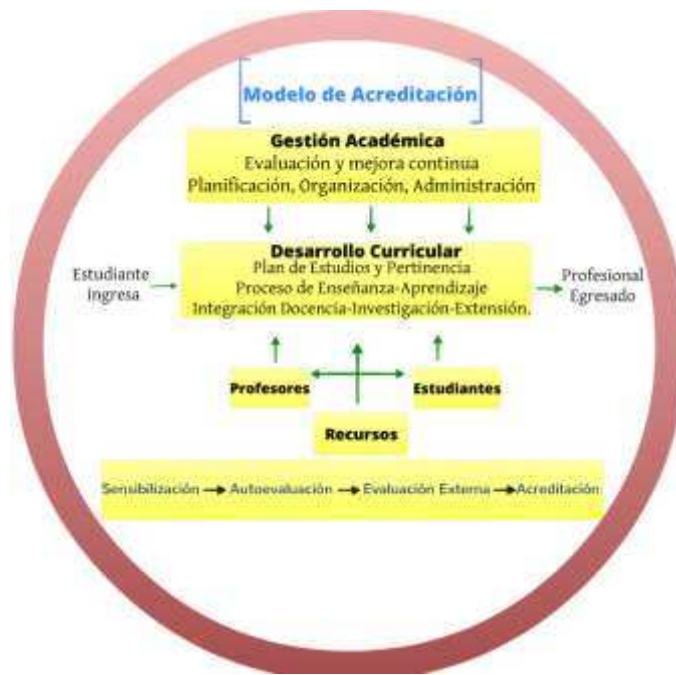 Modelo de Acreditación
Gestión Académica
Evaluación y mejora continua
Planificación, Organización, Administración
Desarrollo Curricular
Plan de Estudios y Pertinencia
Proceso de Enseñanza-Aprendizaje
Integración Docencia-Investigación-Extensión.
Estudiante
ingresa
Profesional
Egresado
Profesores
Estudiantes
Recursos
Sensibilización
Autoevaluación
Evaluación Externa
Acreditación